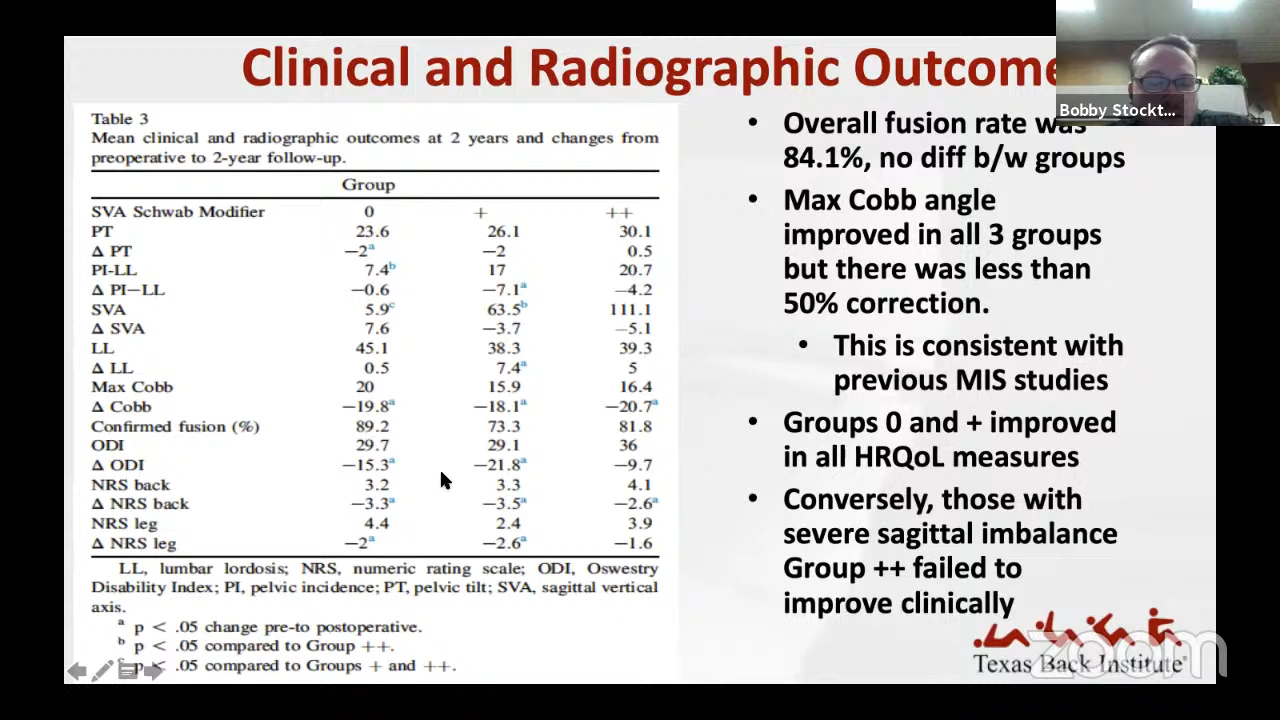 Clinical and Radiographic Outcome
Bobby Stockt...
Table 3
Mean clinical and radiographic outcomes at 2 years and changes from
preoperative to 2-year follow-up.
Group
SVA Schwab Modifier 0 + ++
PT 23.6 26.1 30.1
Δ PT −2a −2 0.5
PI-LL 7.4b 17 20.7
Δ PI−LL −0.6 −7.1a −4.2
SVA 5.9c 63.5b 111.1
Δ SVA 7.6 −3.7 −5.1
LL 45.1 38.3 39.3
Δ LL 0.5 7.4a 5
Max Cobb 20 15.9 16.4
Δ Cobb −19.8a −18.1a −20.7a
Confirmed fusion (%) 89.2 73.3 81.8
ODI 29.7 29.1 36
Δ ODI −15.3a −21.8a −9.7
NRS back 3.2 3.3 4.1
Δ NRS back −3.3a −3.5a −2.6a
NRS leg 4.4 2.4 3.9
Δ NRS leg −2a −2.6a −1.6
LL, lumbar lordosis; NRS, numeric rating scale; ODI, Oswestry
Disability Index; PI, pelvic incidence; PT, pelvic tilt; SVA, sagittal vertical
axis.
a p < .05 change pre-to postoperative.
b p < .05 compared to Group ++.
c p < .05 compared to Groups + and ++.
• Overall fusion rate was
84.1%, no diff b/w groups
• Max Cobb angle
improved in all 3 groups
but there was less than
50% correction.
• This is consistent with
previous MIS studies
• Groups 0 and + improved
in all HRQoL measures
• Conversely, those with
severe sagittal imbalance
Group ++ failed to
improve clinically
Texas Back Institute
zoom